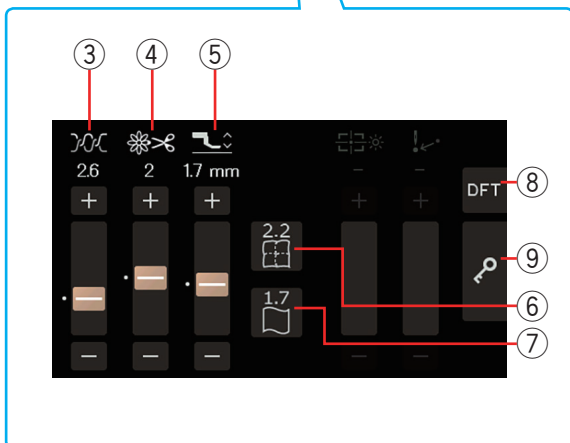 ③ ④ ⑤
2.6 2 1.7 mm – –
+ + + + +
DFT ⑧
2.2
⑨
1.7
⑥
⑦
– – – – –